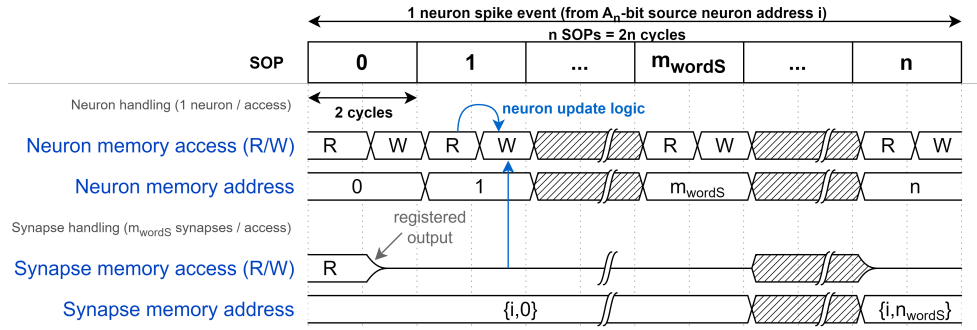 1 neuron spike event (from Aₙ-bit source neuron address i)
n SOPs = 2n cycles
SOP 0 1 ... m_wordS ... n
Neuron handling (1 neuron / access)
2 cycles
neuron update logic
Neuron memory access (R/W) R W R W R W R W
Neuron memory address 0 1 m_wordS n
Synapse handling (m_wordS synapses / access)
registered
output
Synapse memory access (R/W) R
Synapse memory address {i,0} {i,n_wordS}